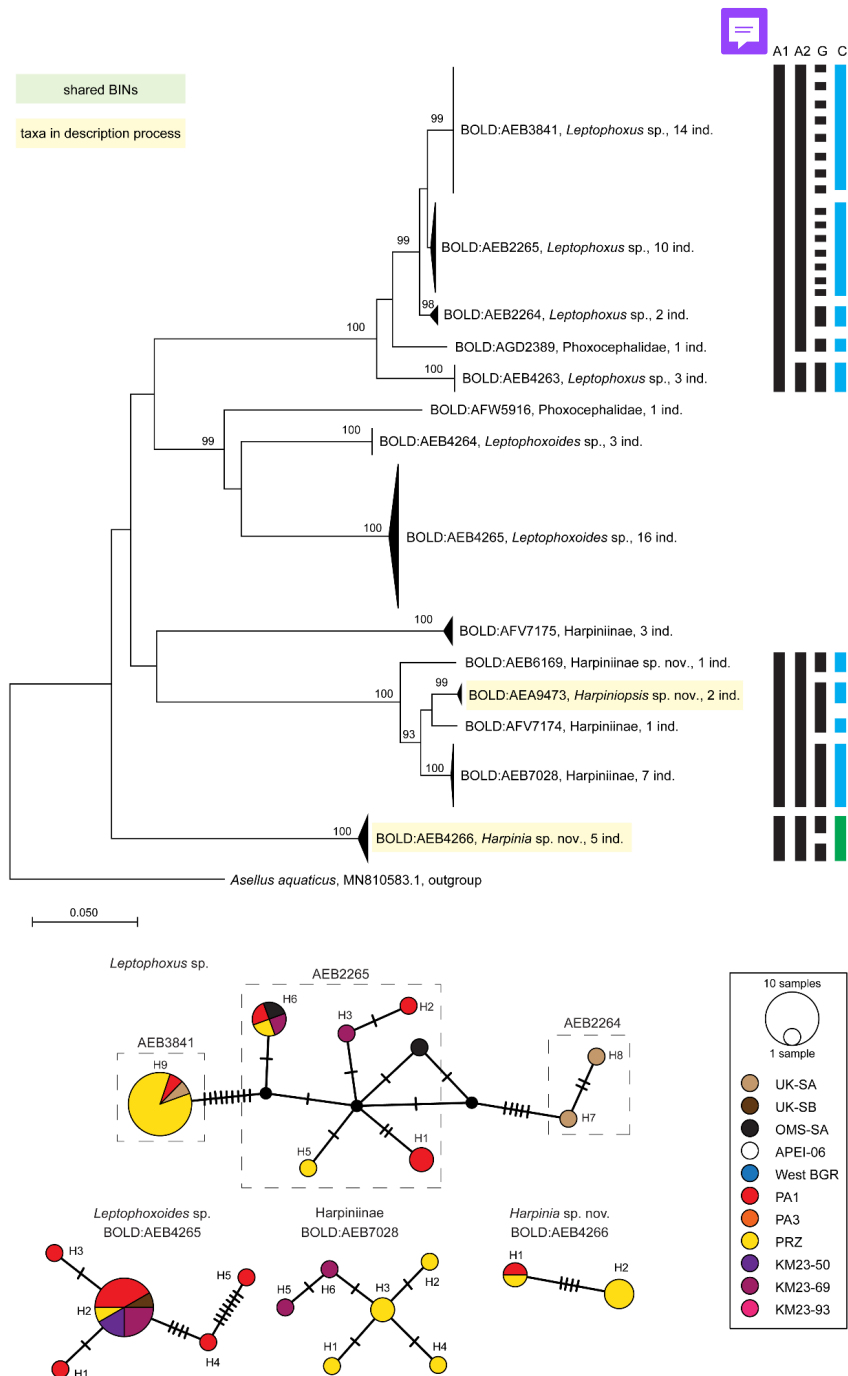 A1 A2 G C
shared BINs
taxa in description process
99
BOLD:AEB3841, Leptophoxus sp., 14 ind.
99
BOLD:AEB2265, Leptophoxus sp., 10 ind.
98
BOLD:AEB2264, Leptophoxus sp., 2 ind.
100
BOLD:AGD2389, Phoxocephalidae, 1 ind.
100
BOLD:AEB4263, Leptophoxus sp., 3 ind.
BOLD:AFW5916, Phoxocephalidae, 1 ind.
99
100
BOLD:AEB4264, Leptophoxoides sp., 3 ind.
100
BOLD:AEB4265, Leptophoxoides sp., 16 ind.
100
BOLD:AFV7175, Harpiniinae, 3 ind.
BOLD:AEB6169, Harpiniinae sp. nov., 1 ind.
100
99
BOLD:AEA9473, Harpiniopsis sp. nov., 2 ind.
BOLD:AFV7174, Harpiniinae, 1 ind.
93
100
BOLD:AEB7028, Harpiniinae, 7 ind.
100
BOLD:AEB4266, Harpinia sp. nov., 5 ind.
Asellus aquaticus, MN810583.1, outgroup
0.050
Leptophoxus sp.
AEB2265
AEB3841
AEB2264
H6
H3
H2
H9
H8
H7
H5
H1
Leptophoxoides sp.
BOLD:AEB4265
H3
H5
H2
H4
H1
Harpiniinae
BOLD:AEB7028
H6
H5
H3
H2
H1
H4
Harpinia sp. nov.
BOLD:AEB4266
H1
H2
10 samples
1 sample
UK-SA
UK-SB
OMS-SA
APEI-06
West BGR
PA1
PA3
PRZ
KM23-50
KM23-69
KM23-93